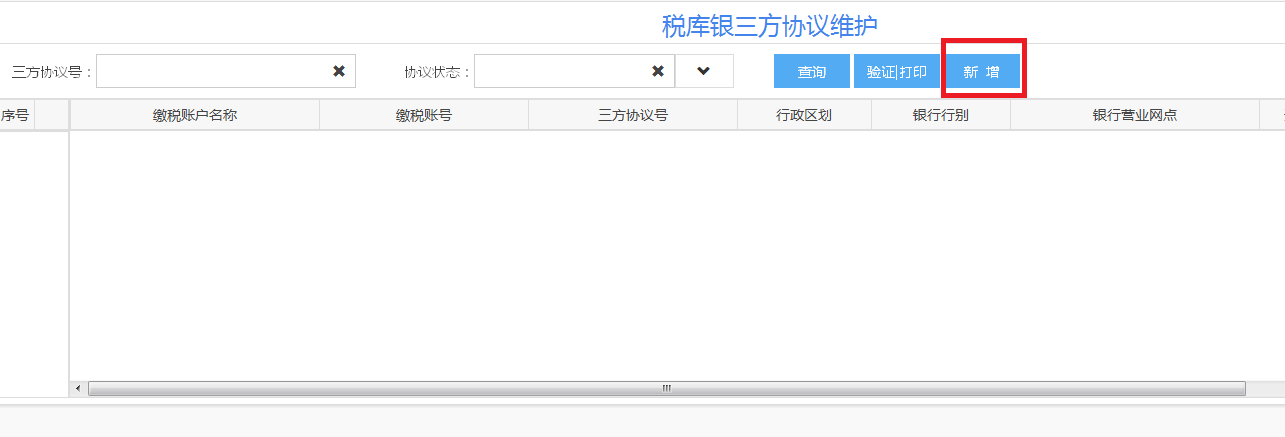 税库银三方协议维护
三方协议号： 协议状态： 查询 验证|打印 新 增
序号 缴税账户名称 缴税账号 三方协议号 行政区划 银行行别 银行营业网点